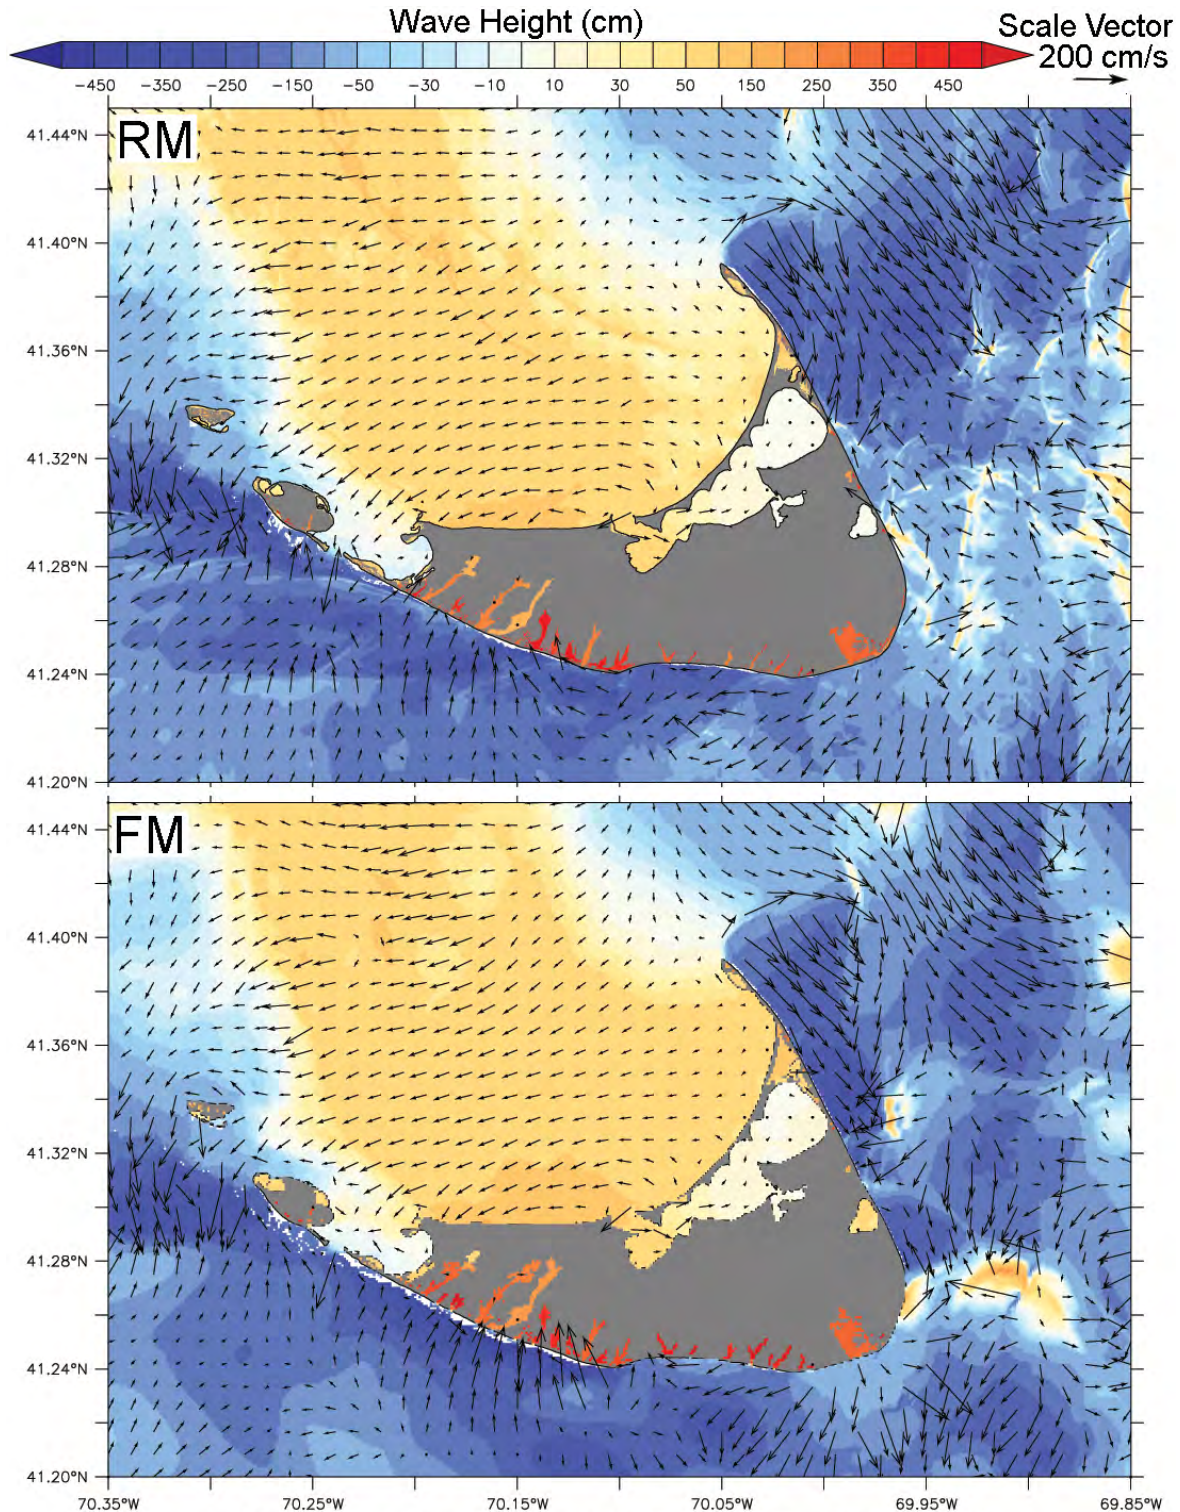 Wave Height (cm)
Scale Vector
200 cm/s
−450 −350 −250 −150 −50 −30 −10 10 30 50 150 250 350 450
RM
41.44°N
41.40°N
41.36°N
41.32°N
41.28°N
41.24°N
41.20°N
FM
41.44°N
41.40°N
41.36°N
41.32°N
41.28°N
41.24°N
41.20°N
70.35°W 70.25°W 70.15°W 70.05°W 69.95°W 69.85°W